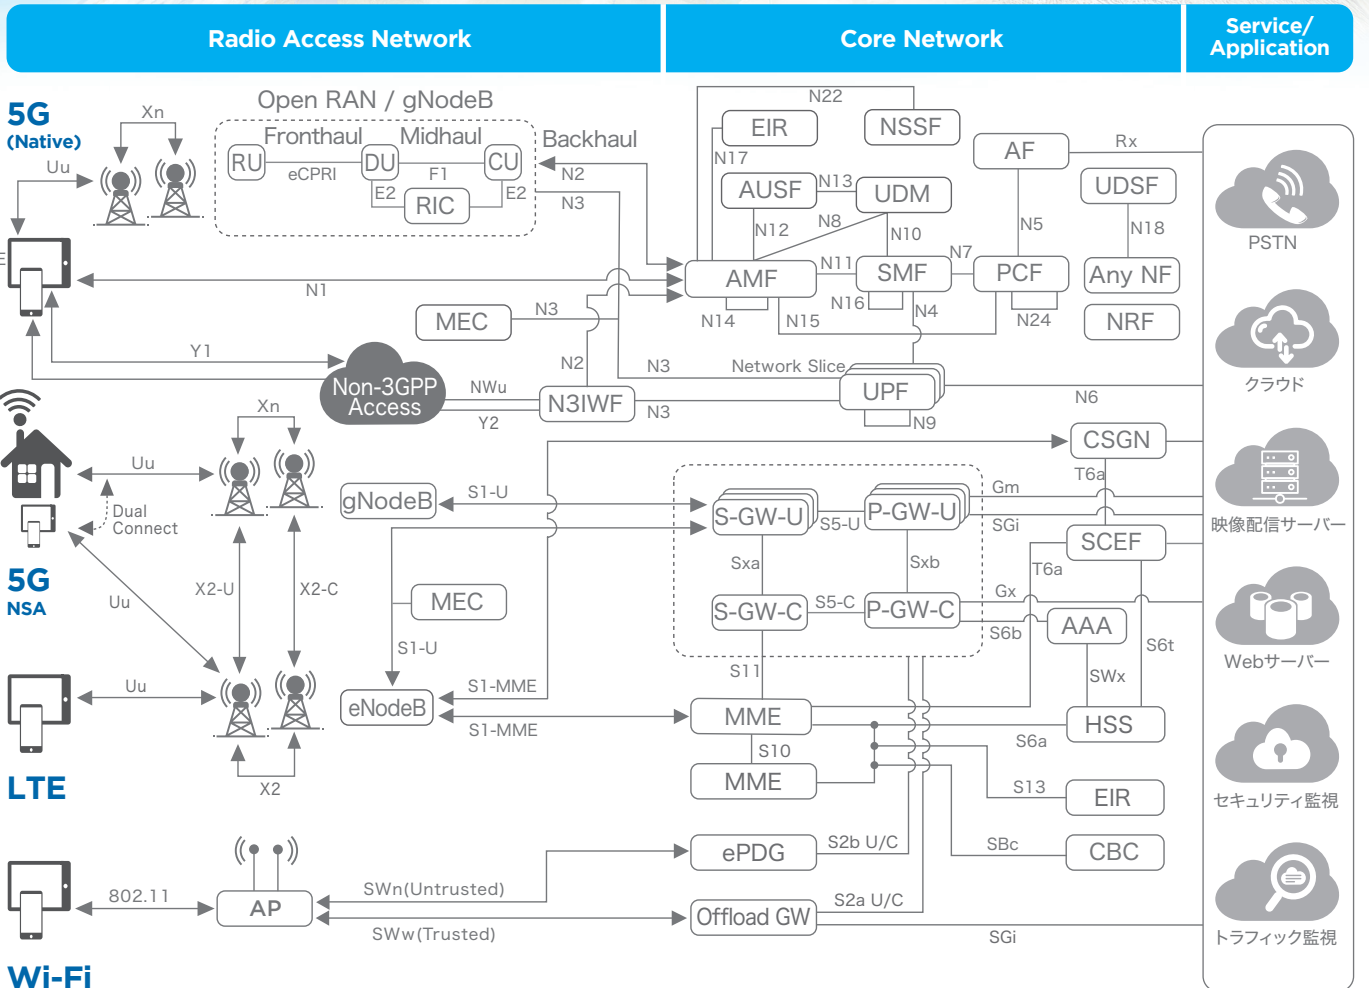 Radio Access Network
Core Network
Service/
Application
5G
(Native)
Xn
Uu
Open RAN / gNodeB
Fronthaul
Midhaul
Backhaul
RU
eCPRI
DU
F1
CU
E2
RIC
E2
N2
N3
N22
EIR
NSSF
N17
AUSF
N13
UDM
N12
N8
N10
AF
Rx
UDSF
N5
N18
AMF
N11
SMF
N7
PCF
Any NF
N14
N15
N16
N4
N24
NRF
N1
MEC
N3
Y1
N2
N3
Network Slice
Non-3GPP
Access
NWu
Y2
N3IWF
N3
UPF
N9
N6
Xn
Uu
Dual
Connect
5G
NSA
Uu
X2-U
X2-C
gNodeB
S1-U
MEC
S1-U
S-GW-U
S5-U
P-GW-U
Gm
SGi
Sxa
Sxb
S-GW-C
S5-C
P-GW-C
Gx
S6b
CSGN
T6a
SCEF
T6a
AAA
S6t
SWx
S11
LTE
Uu
X2
eNodeB
S1-MME
S1-MME
MME
S10
MME
S6a
HSS
S13
EIR
SBc
CBC
Wi-Fi
802.11
AP
SWn(Untrusted)
SWw(Trusted)
ePDG
S2b U/C
Offload GW
S2a U/C
SGi
PSTN
クラウド
映像配信サーバー
Webサーバー
セキュリティ監視
トラフィック監視